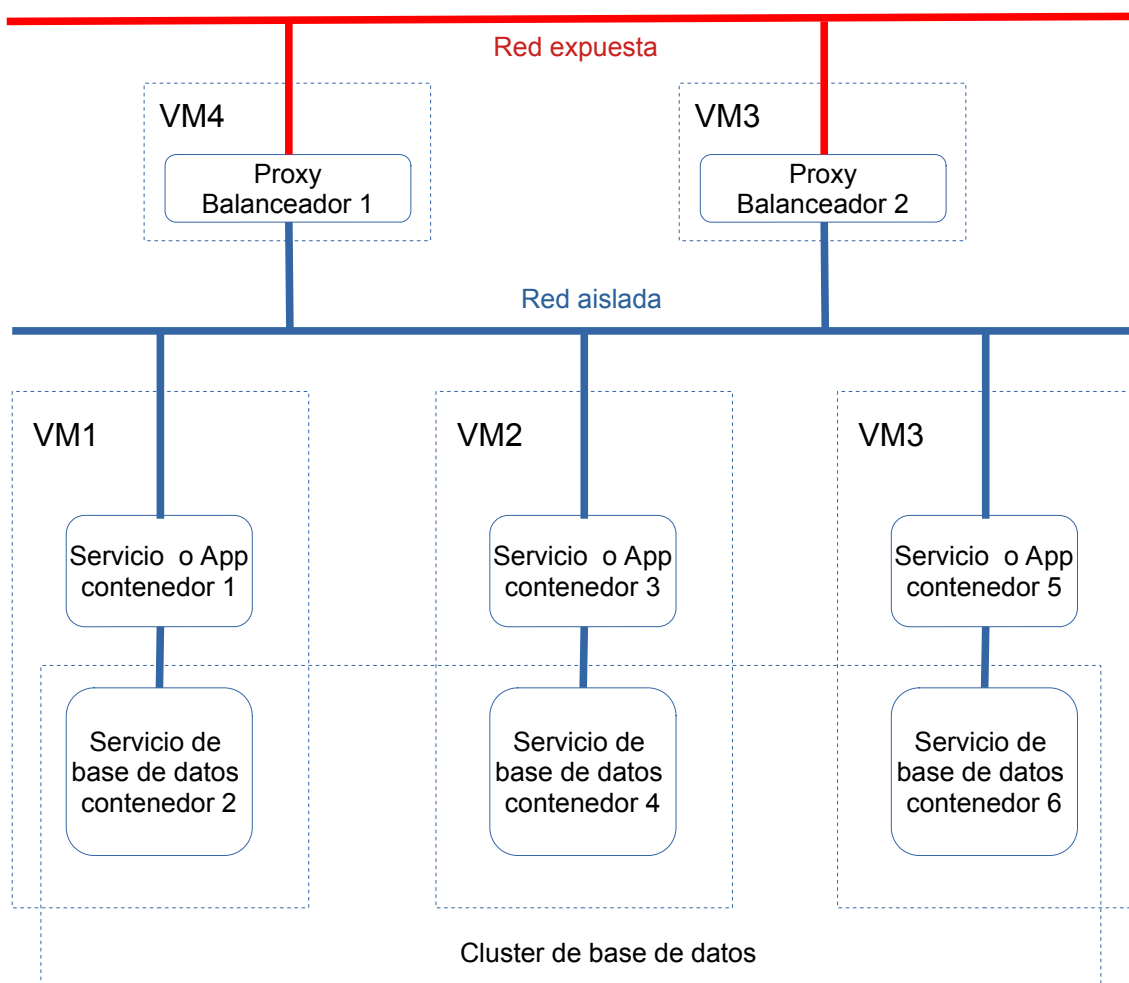 Red expuesta
VM4
VM3
Proxy
Balanceador 1
Proxy
Balanceador 2
Red aislada
VM1
VM2
VM3
Servicio o App
contenedor 1
Servicio o App
contenedor 3
Servicio o App
contenedor 5
Servicio de
base de datos
contenedor 2
Servicio de
base de datos
contenedor 4
Servicio de
base de datos
contenedor 6
Cluster de base de datos